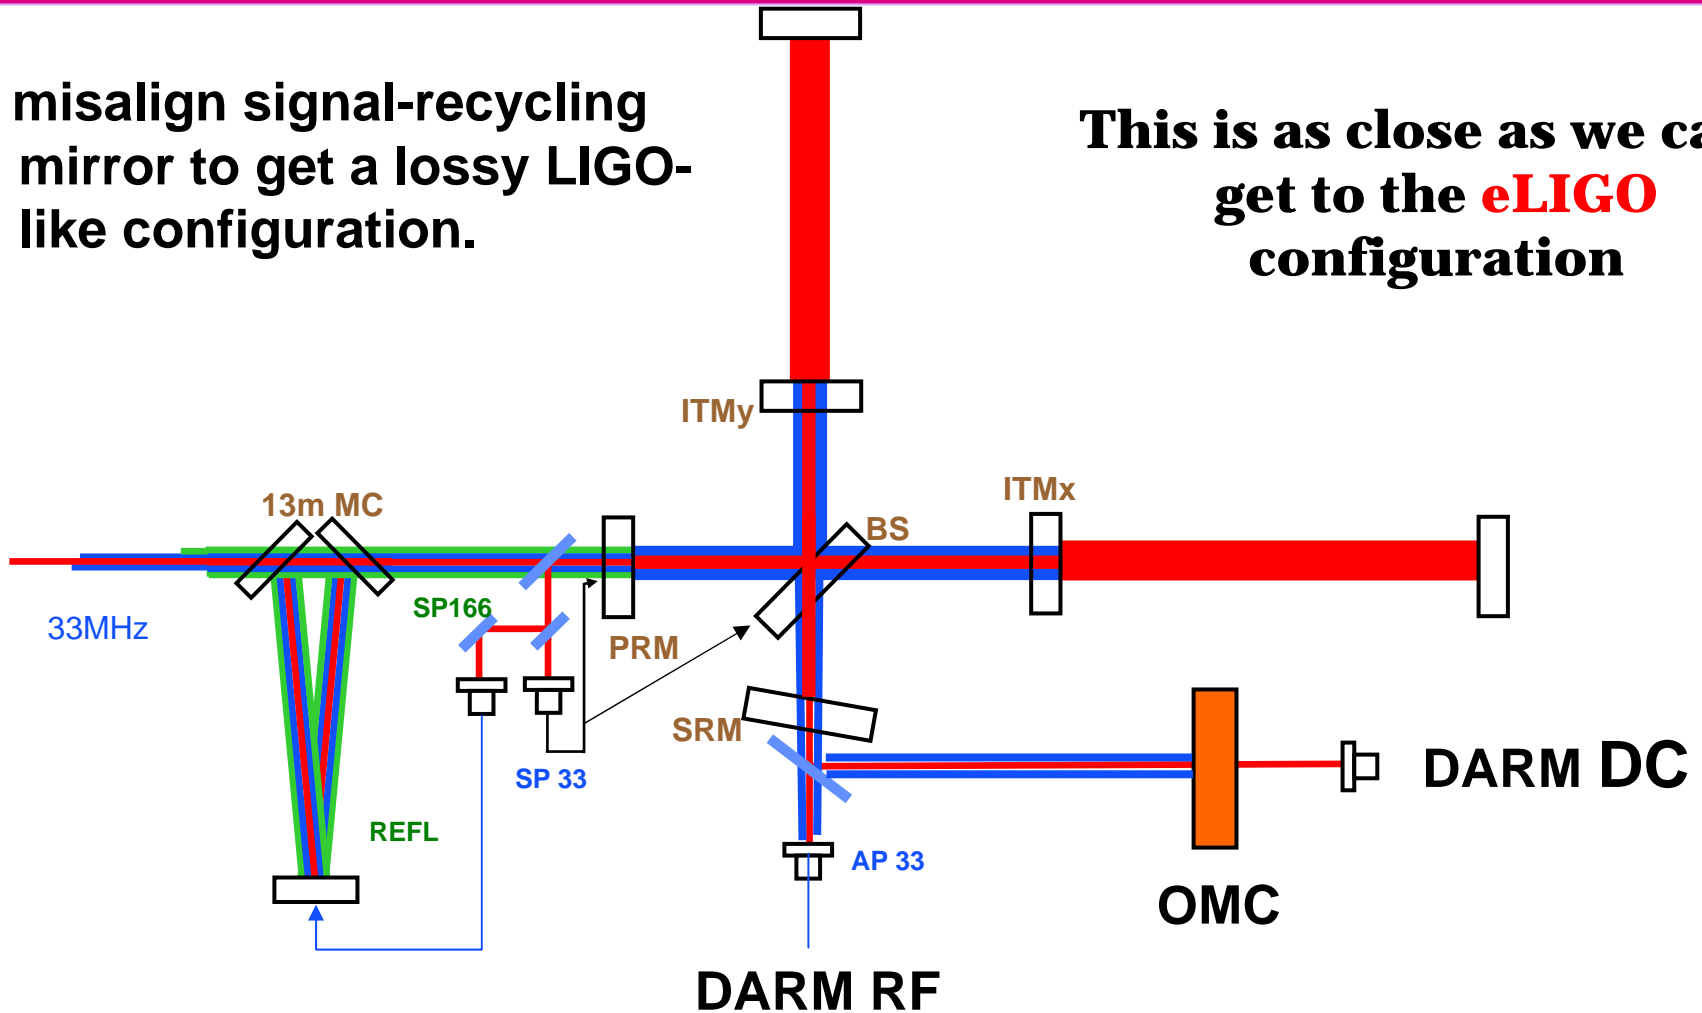 misalign signal-recycling
mirror to get a lossy LIGO-
like configuration.
This is as close as we
get to the eLIGO
configuration
ITMy
13m MC
ITMx
BS
33MHz
SP166
PRM
SRM
SP 33
DARM DC
REFL
AP 33
OMC
DARM RF